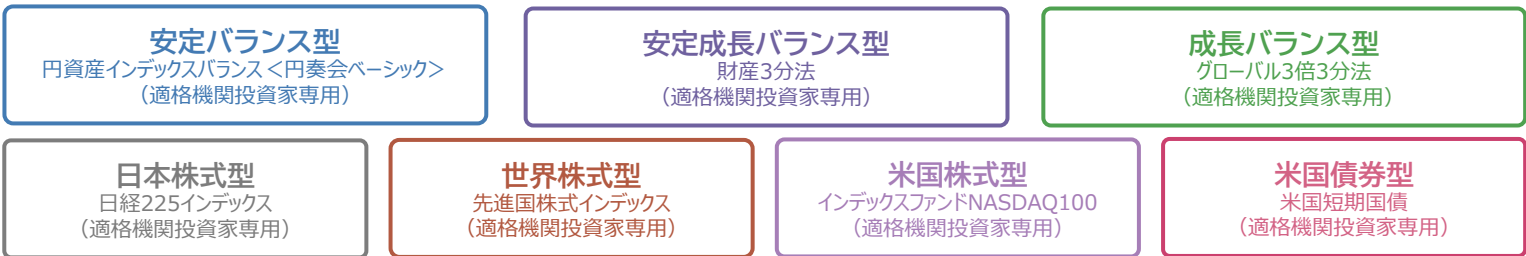 安定バランス型
円資産インデックスバランス＜円奏会ベーシック＞
（適格機関投資家専用）
安定成長バランス型
財産3分法
（適格機関投資家専用）
成長バランス型
グローバル3倍3分法
（適格機関投資家専用）
日本株式型
日経225インデックス
（適格機関投資家専用）
世界株式型
先進国株式インデックス
（適格機関投資家専用）
米国株式型
インデックスファンドNASDAQ100
（適格機関投資家専用）
米国債券型
米国短期国債
（適格機関投資家専用）